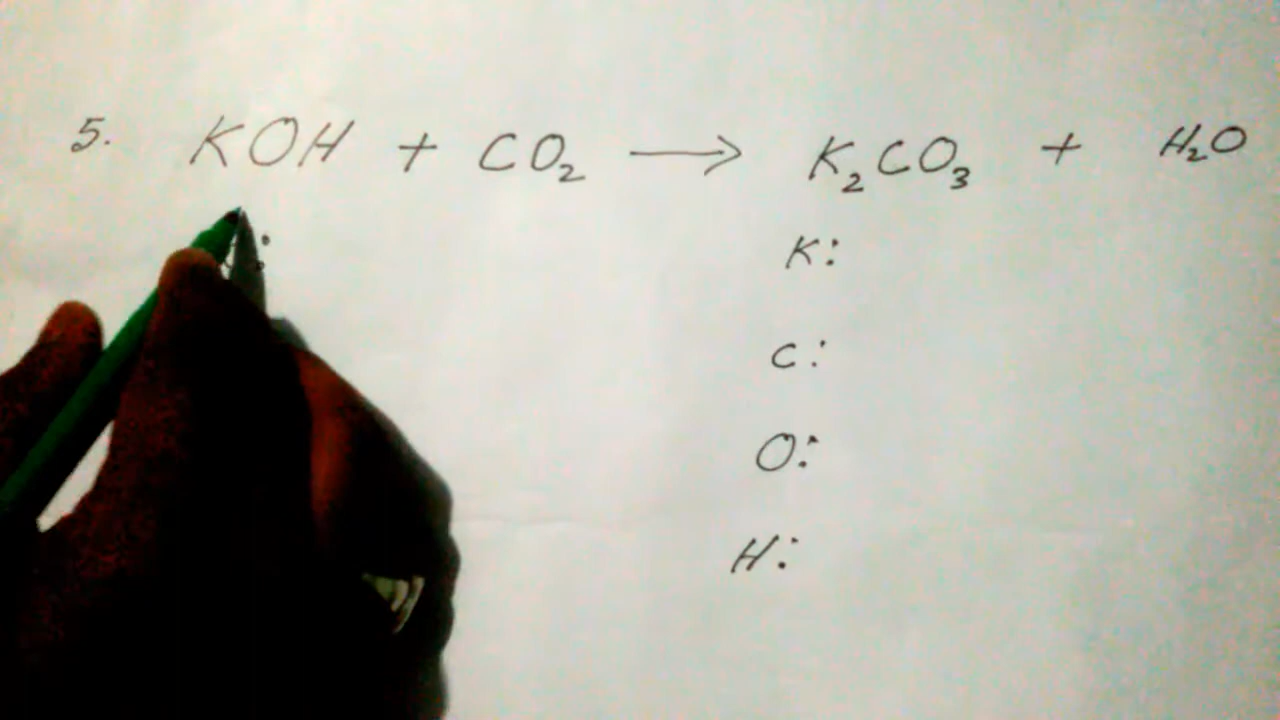 5. KOH + CO₂ → K₂CO₃ + H₂O
K:
C:
O:
H: